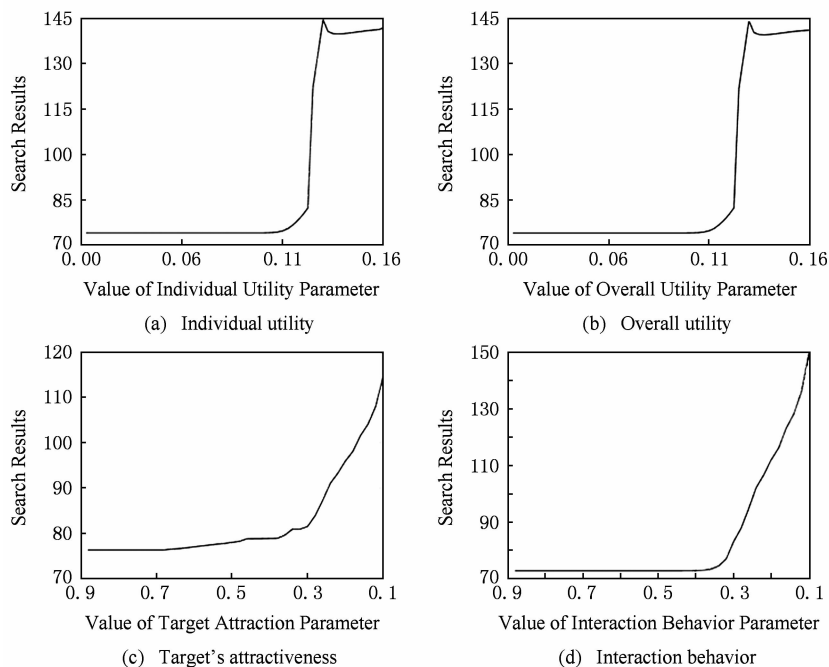 145
130
115
100
85
70
Search Results
0.00 0.06 0.11 0.16
Value of Individual Utility Parameter
(a) Individual utility
145
130
115
100
85
70
Search Results
0.00 0.06 0.11 0.16
Value of Overall Utility Parameter
(b) Overall utility
120
110
100
90
80
70
Search Results
0.9 0.7 0.5 0.3 0.1
Value of Target Attraction Parameter
(c) Target's attractiveness
150
130
110
90
70
Search Results
0.9 0.7 0.5 0.3 0.1
Value of Interaction Behavior Parameter
(d) Interaction behavior